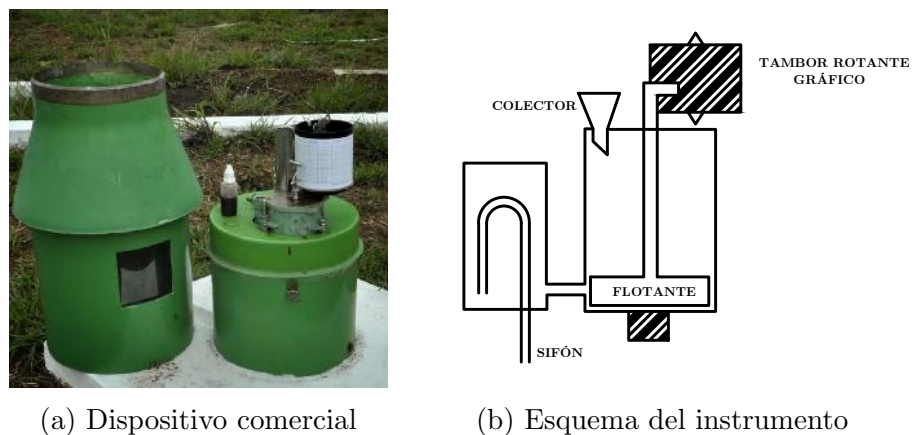 TAMBOR ROTANTE
GRÁFICO
COLECTOR
FLOTANTE
SIFÓN
(a) Dispositivo comercial
(b) Esquema del instrumento